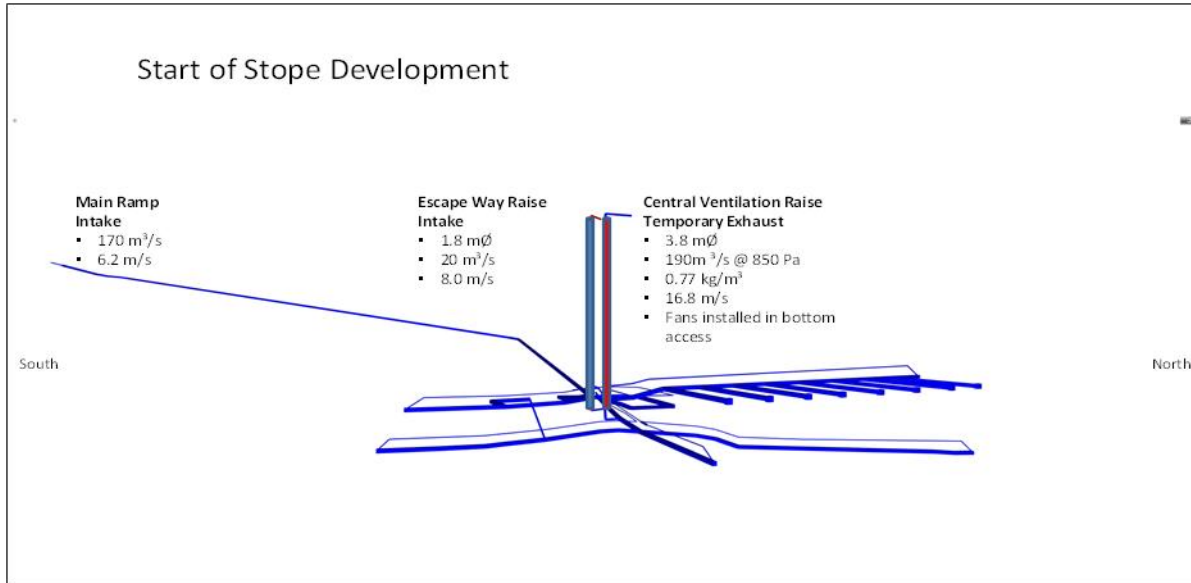 Start of Stope Development
Main Ramp
Intake
▪ 170 m³/s
▪ 6.2 m/s
Escape Way Raise
Intake
▪ 1.8 mØ
▪ 20 m³/s
▪ 8.0 m/s
Central Ventilation Raise
Temporary Exhaust
▪ 3.8 mØ
▪ 190m ³/s @ 850 Pa
▪ 0.77 kg/m³
▪ 16.8 m/s
▪ Fans installed in bottom
access
South
North